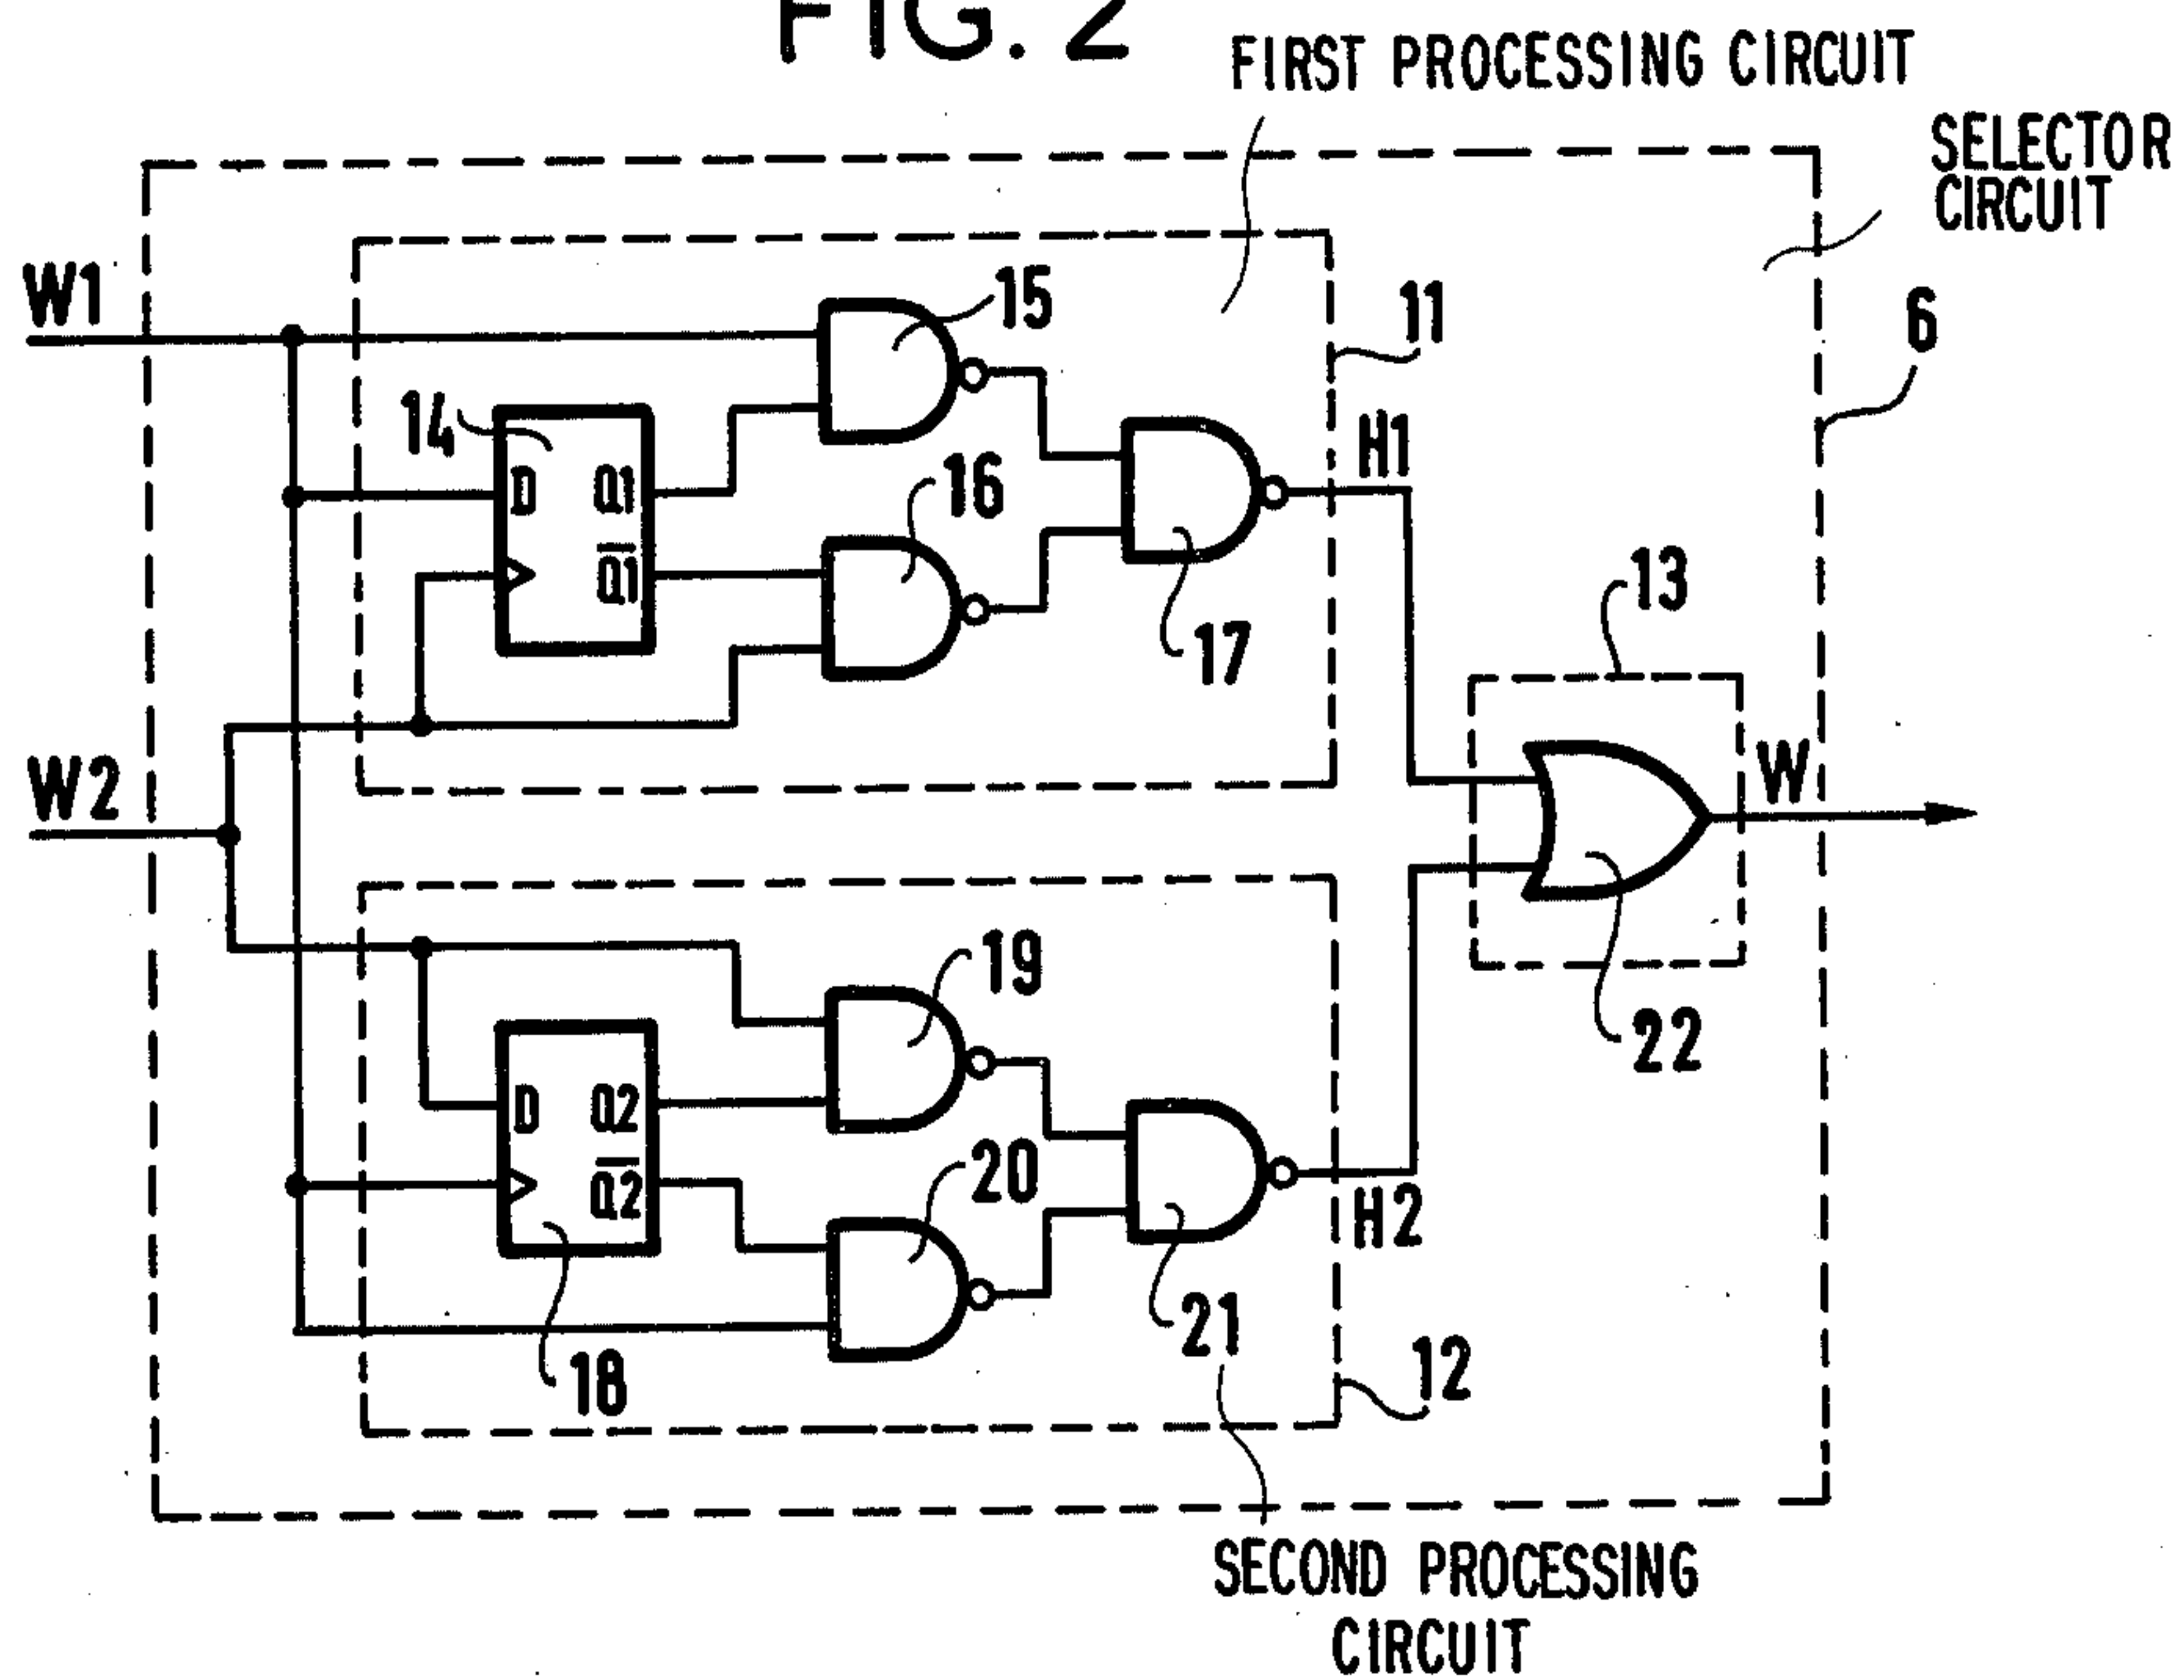 FIG. 2
FIRST PROCESSING CIRCUIT
SELECTOR
CIRCUIT
W1
15
11
6
14
H1
D Q1
16
Q̅1̅
13
17
W2
W
19
22
D Q2
20
Q̅2̅
H2
21
18
12
SECOND PROCESSING
CIRCUIT